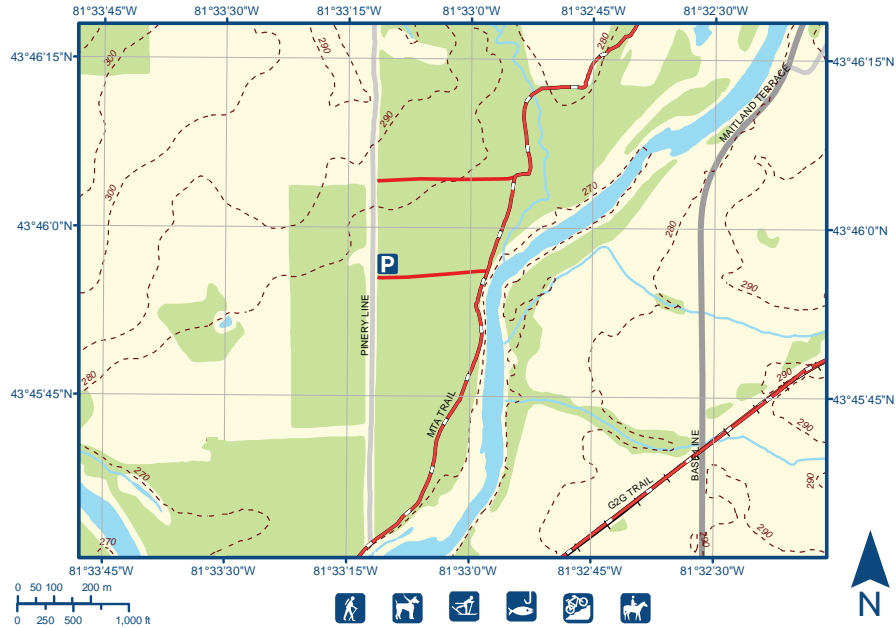 81°33'45"W 81°33'30"W 81°33'15"W 81°33'0"W 81°32'45"W 81°32'30"W
43°46'15"N 300 290 280 43°46'15"N
MAITLAND TERRACE
290
300 270
43°46'0"N 280 43°46'0"N
P
290
PINERY LINE
280 290
43°45'45"N 43°45'45"N
MTA TRAIL
290
BASE LINE
270 G2G TRAIL 290
290
270 290
81°33'45"W 81°33'30"W 81°33'15"W 81°33'0"W 81°32'45"W 81°32'30"W
0 50 100 200 m
0 250 500 1,000 ft
N